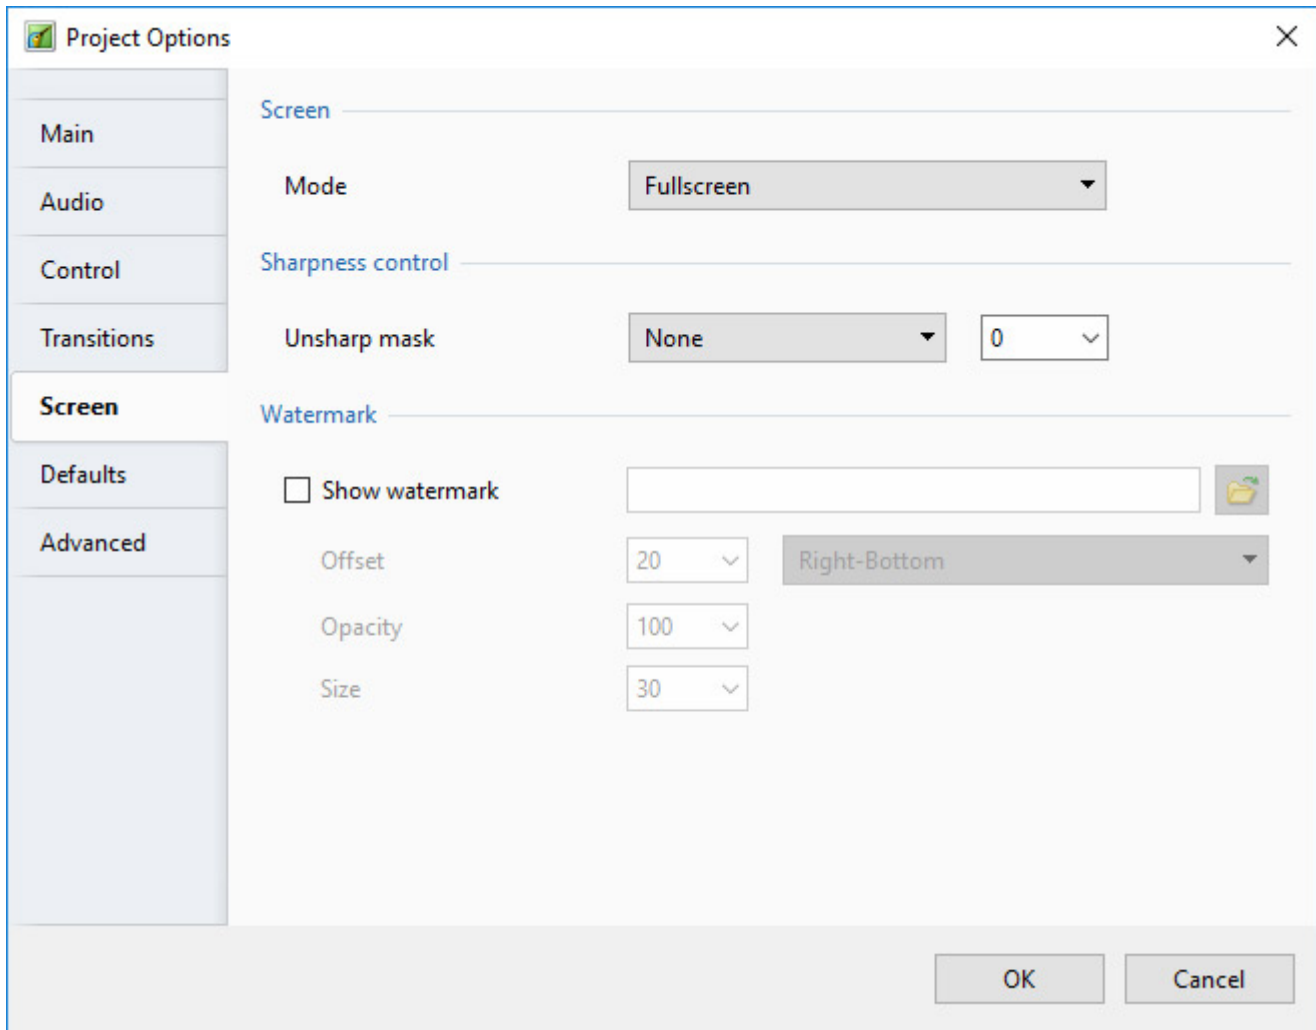 Project Options
Main
Audio
Control
Transitions
Screen
Defaults
Advanced
Screen
Mode Fullscreen
Sharpness control
Unsharp mask None 0
Watermark
Show watermark
Offset 20 Right-Bottom
Opacity 100
Size 30
OK Cancel